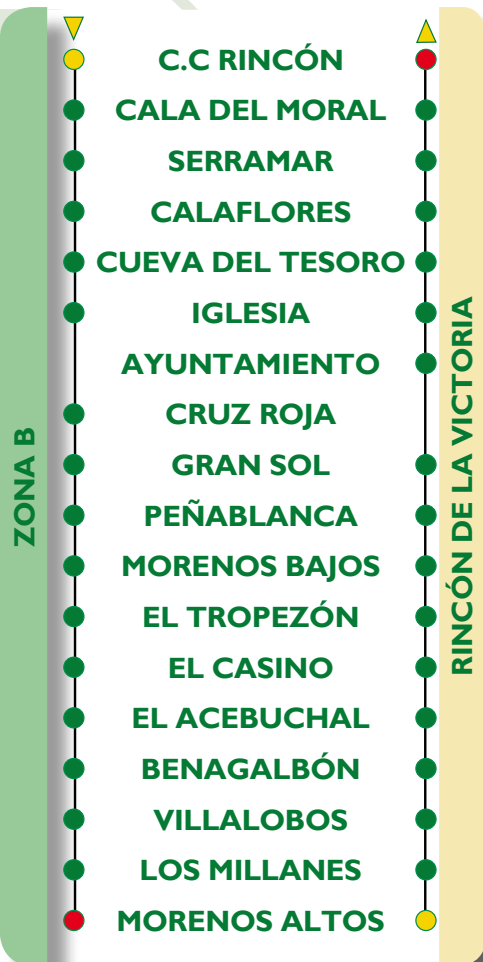 ZONA B
C.C RINCÓN
CALA DEL MORAL
SERRAMAR
CALAFLORES
CUEVA DEL TESORO
IGLESIA
AYUNTAMIENTO
CRUZ ROJA
GRAN SOL
PEÑABLANCA
MORENOS BAJOS
EL TROPEZÓN
EL CASINO
EL ACEBUCHAL
BENAGALBÓN
VILLALOBOS
LOS MILLANES
MORENOS ALTOS
RINCÓN DE LA VICTORIA